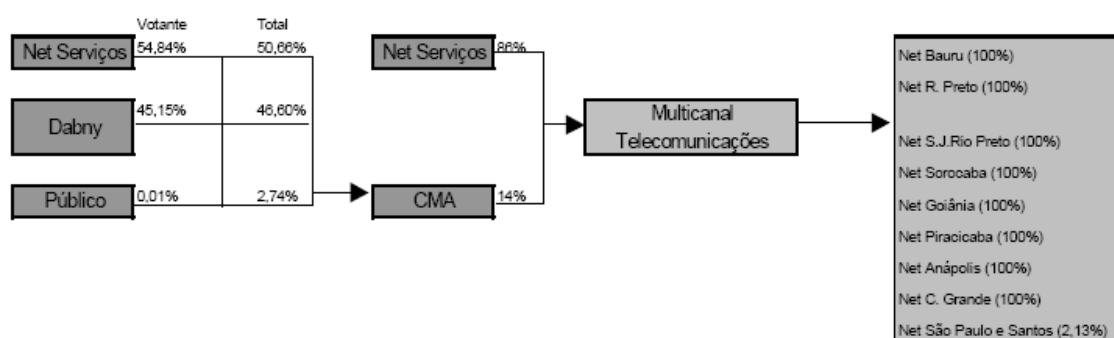 Votante Total
Net Serviços 54,84% 50,66% Net Serviços 86%
Dabny 45,15% 46,60%
Público 0,01% 2,74% CMA 14%
Multicanal
Telecomunicações
Net Bauru (100%)
Net R. Preto (100%)
Net S.J.Rio Preto (100%)
Net Sorocaba (100%)
Net Goiânia (100%)
Net Piracicaba (100%)
Net Anápolis (100%)
Net C. Grande (100%)
Net São Paulo e Santos (2,13%)